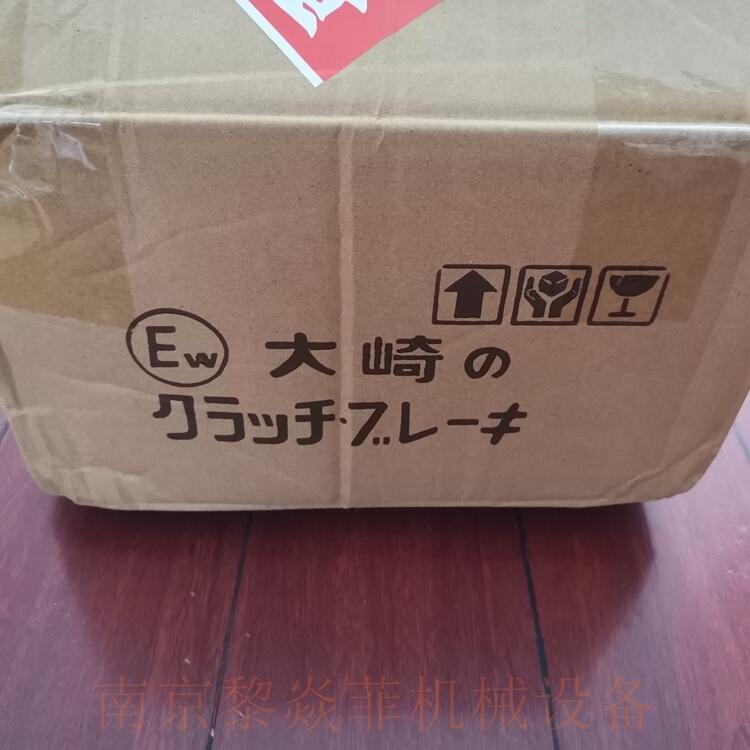 Ew 大崎の
クラッチ·ブレーキ
南京黎焱菲机械设备